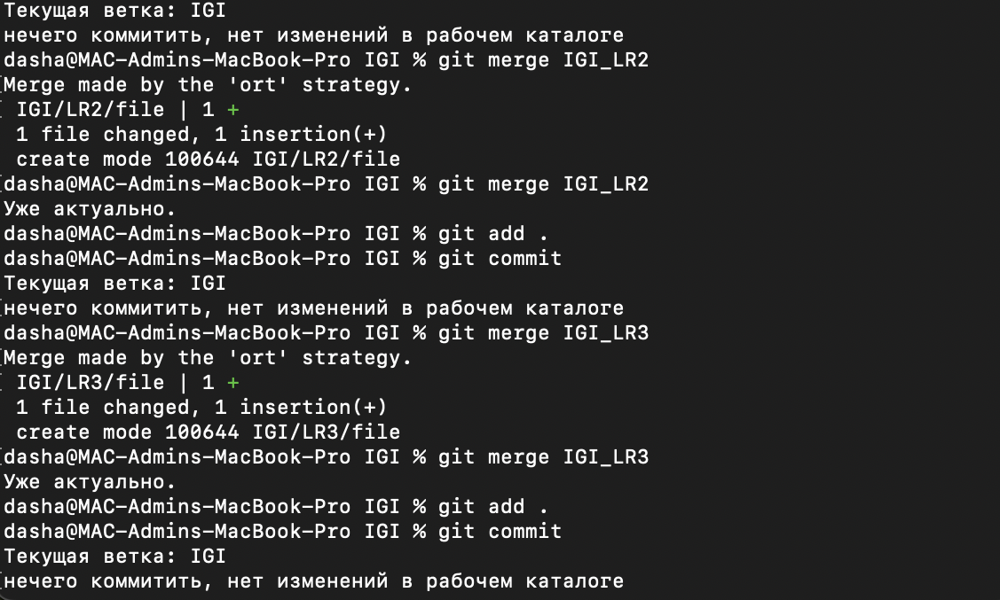 Текущая ветка: IGI
нечего коммитить, нет изменений в рабочем каталоге
dasha@MAC-Admins-MacBook-Pro IGI % git merge IGI_LR2
[Merge made by the 'ort' strategy.
[ IGI/LR2/file | 1 +
 1 file changed, 1 insertion(+)
 create mode 100644 IGI/LR2/file
[dasha@MAC-Admins-MacBook-Pro IGI % git merge IGI_LR2
Уже актуально.
dasha@MAC-Admins-MacBook-Pro IGI % git add .
dasha@MAC-Admins-MacBook-Pro IGI % git commit
Текущая ветка: IGI
[нечего коммитить, нет изменений в рабочем каталоге
dasha@MAC-Admins-MacBook-Pro IGI % git merge IGI_LR3
[Merge made by the 'ort' strategy.
[ IGI/LR3/file | 1 +
 1 file changed, 1 insertion(+)
 create mode 100644 IGI/LR3/file
[dasha@MAC-Admins-MacBook-Pro IGI % git merge IGI_LR3
Уже актуально.
dasha@MAC-Admins-MacBook-Pro IGI % git add .
dasha@MAC-Admins-MacBook-Pro IGI % git commit
Текущая ветка: IGI
[нечего коммитить, нет изменений в рабочем каталоге